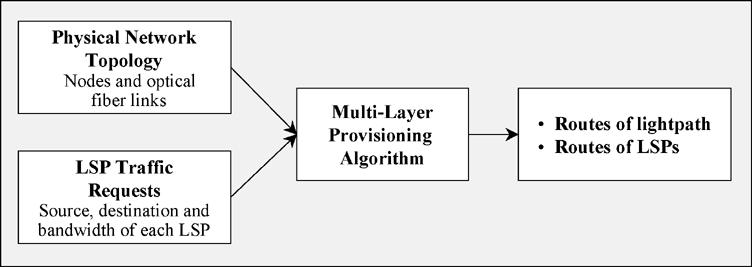 Physical Network
Topology
Nodes and optical
fiber links
LSP Traffic
Requests
Source, destination and
bandwidth of each LSP
Multi-Layer
Provisioning
Algorithm
• Routes of lightpath
• Routes of LSPs